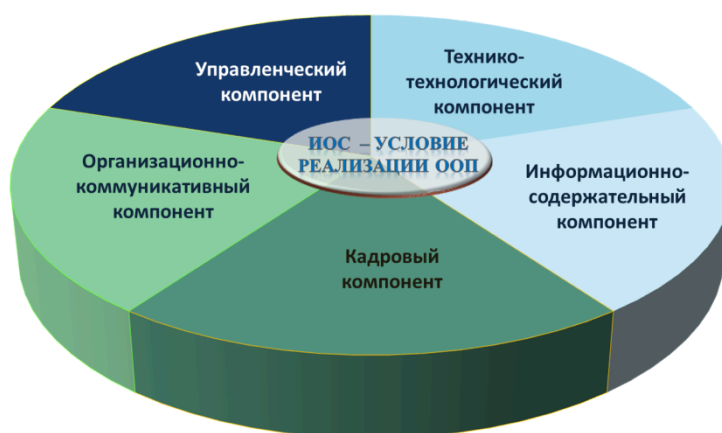 Управленческий
компонент
Технико-
технологический
компонент
ИОС – УСЛОВИЕ
РЕАЛИЗАЦИИ ООП
Организационно-
коммуникативный
компонент
Информационно-
содержательный
компонент
Кадровый
компонент